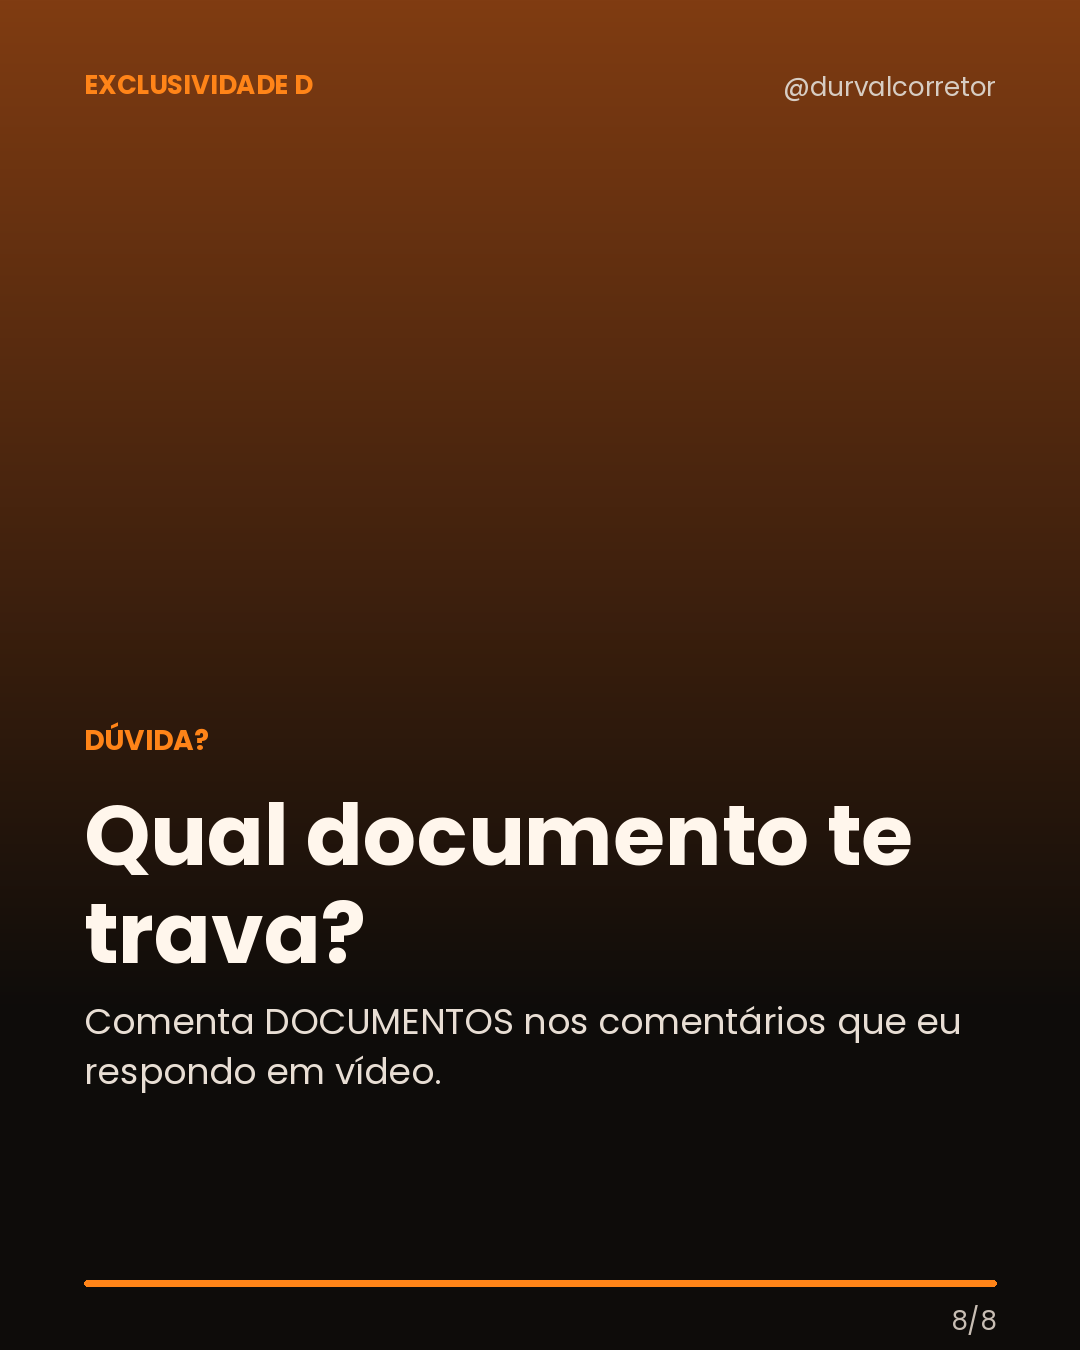 EXCLUSIVIDADE D
@durvalcorretor
DÚVIDA?
Qual documento te
trava?
Comenta DOCUMENTOS nos comentários que eu
respondo em vídeo.
8/8